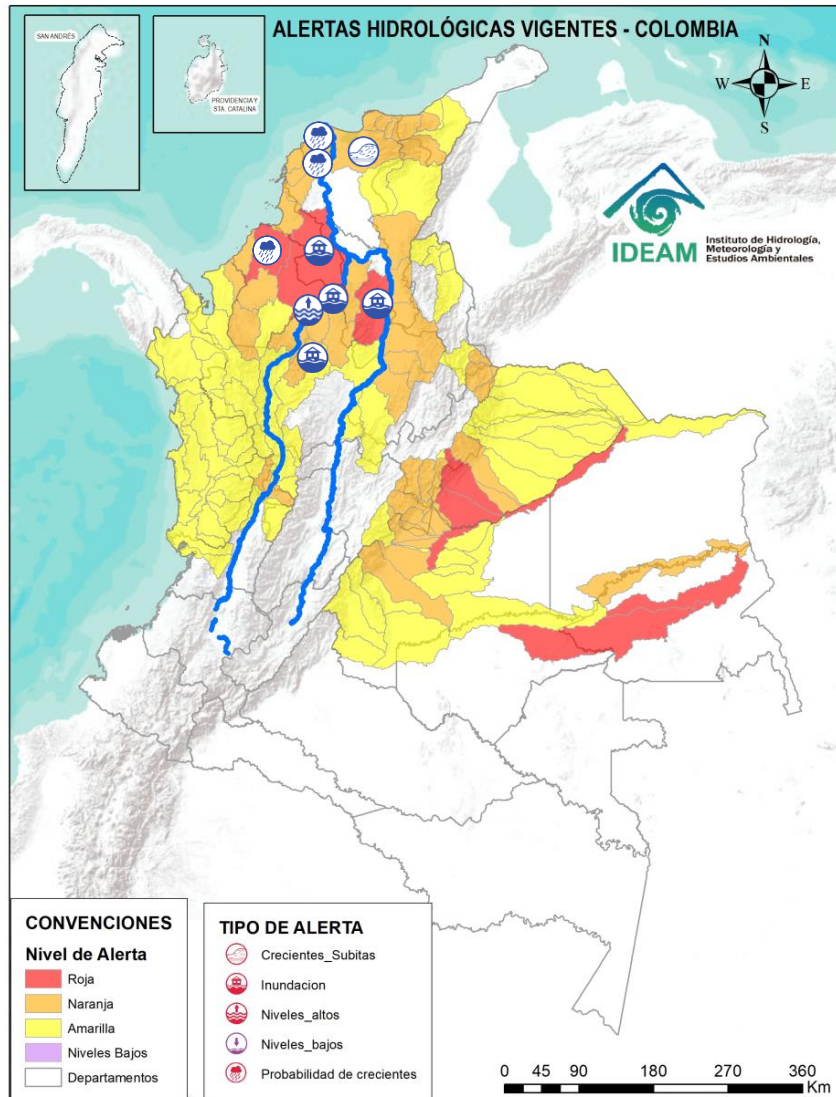 ALERTAS HIDROLÓGICAS VIGENTES - COLOMBIA
SAN ANDRÉS
PROVIDENCIA Y
STA. CATALINA
N
W
E
S
IDEAM
Instituto de Hidrología,
Meteorología y
Estudios Ambientales
CONVENCIONES
Nivel de Alerta
Roja
Naranja
Amarilla
Niveles Bajos
Departamentos
TIPO DE ALERTA
Crecientes_Subitas
Inundacion
Niveles_altos
Niveles_bajos
Probabilidad de crecientes
0 45 90 180 270 360
Km